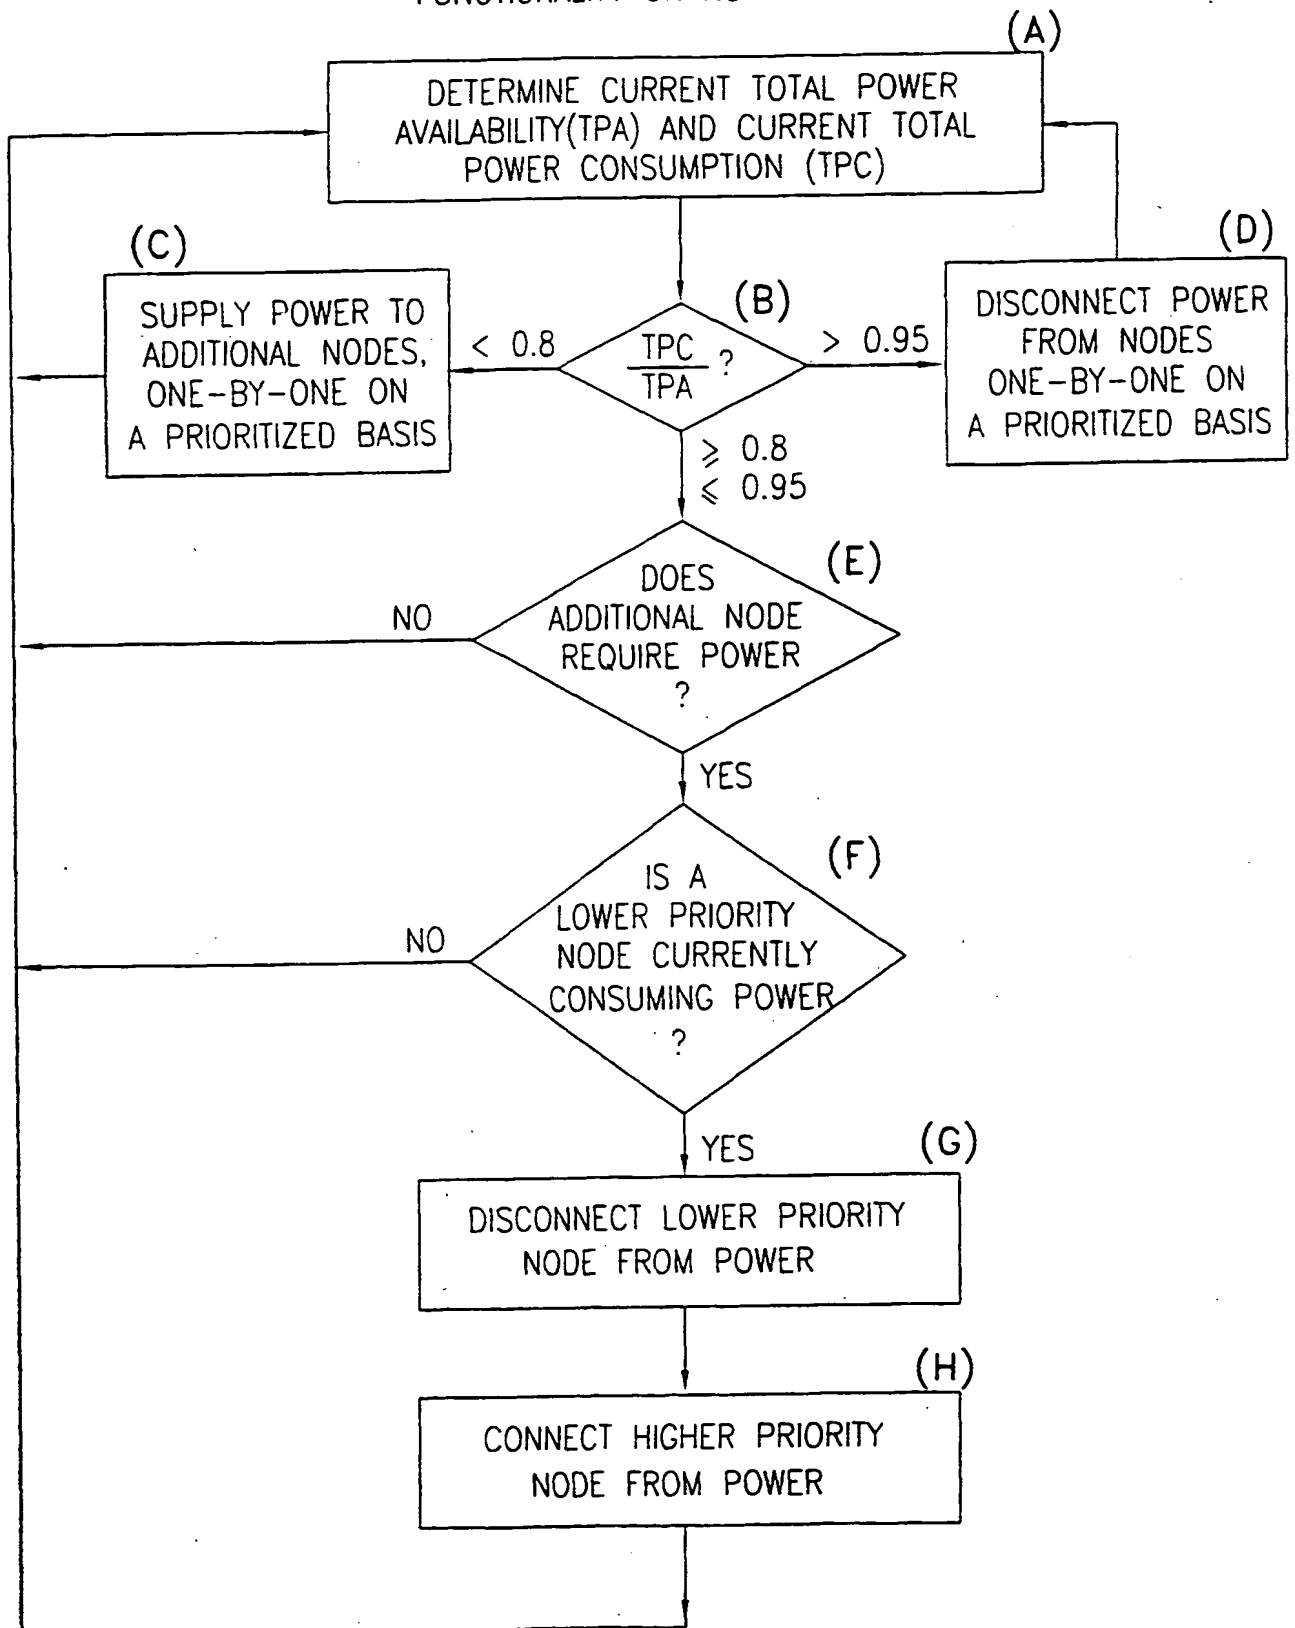 (A)
DETERMINE CURRENT TOTAL POWER
AVAILABILITY(TPA) AND CURRENT TOTAL
POWER CONSUMPTION (TPC)
(C)
SUPPLY POWER TO
ADDITIONAL NODES,
ONE-BY-ONE ON
A PRIORITIZED BASIS
< 0.8
(B)
TPC
?
TPA
> 0.95
(D)
DISCONNECT POWER
FROM NODES
ONE-BY-ONE ON
A PRIORITIZED BASIS
⩾ 0.8
⩽ 0.95
(E)
DOES
ADDITIONAL NODE
REQUIRE POWER
?
NO
YES
(F)
IS A
LOWER PRIORITY
NODE CURRENTLY
CONSUMING POWER
?
NO
YES
(G)
DISCONNECT LOWER PRIORITY
NODE FROM POWER
(H)
CONNECT HIGHER PRIORITY
NODE FROM POWER